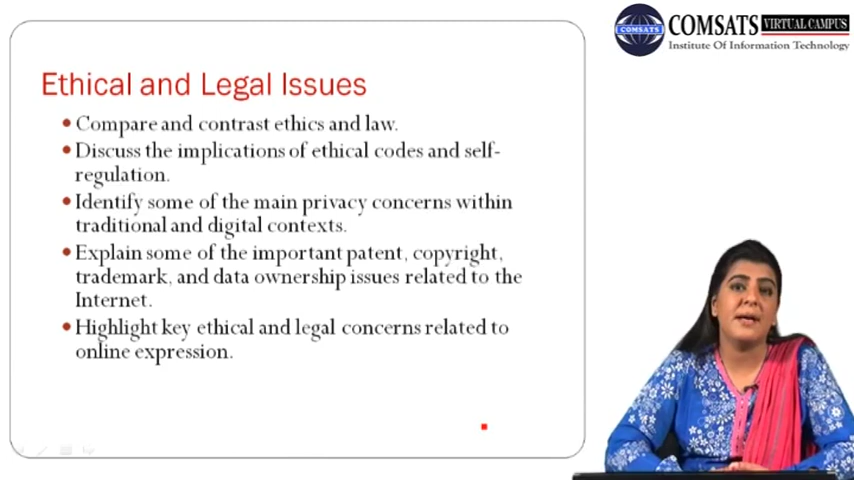 COMSATS VIRTUAL CAMPUS
COMSATS
Institute Of Information Technology
Ethical and Legal Issues
Compare and contrast ethics and law.
Discuss the implications of ethical codes and self-
regulation.
Identify some of the main privacy concerns within
traditional and digital contexts.
Explain some of the important patent, copyright,
trademark, and data ownership issues related to the
Internet.
Highlight key ethical and legal concerns related to
online expression.